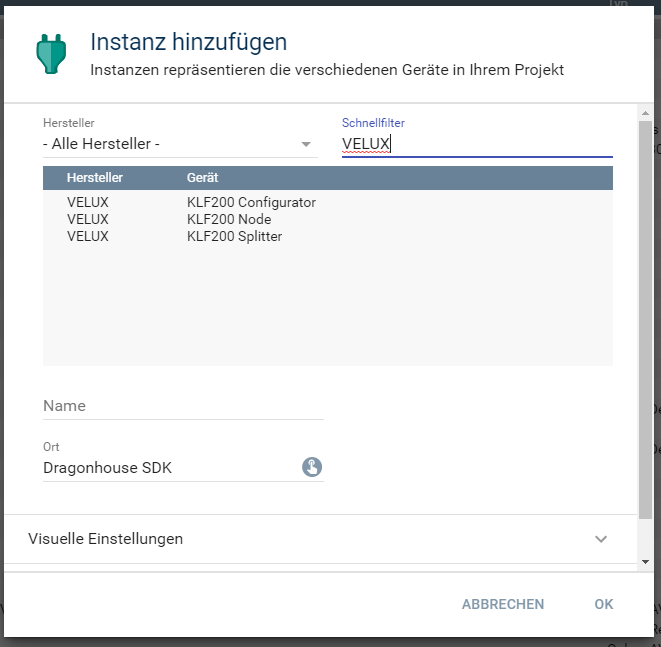 Typ
Instanz hinzufügen
Instanzen repräsentieren die verschiedenen Geräte in Ihrem Projekt
Hersteller Schnellfilter
- Alle Hersteller - VELUX
Hersteller Gerät
VELUX KLF200 Configurator
VELUX KLF200 Node
VELUX KLF200 Splitter
Name
Ort
Dragonhouse SDK
Visuelle Einstellungen
ABBRECHEN OK